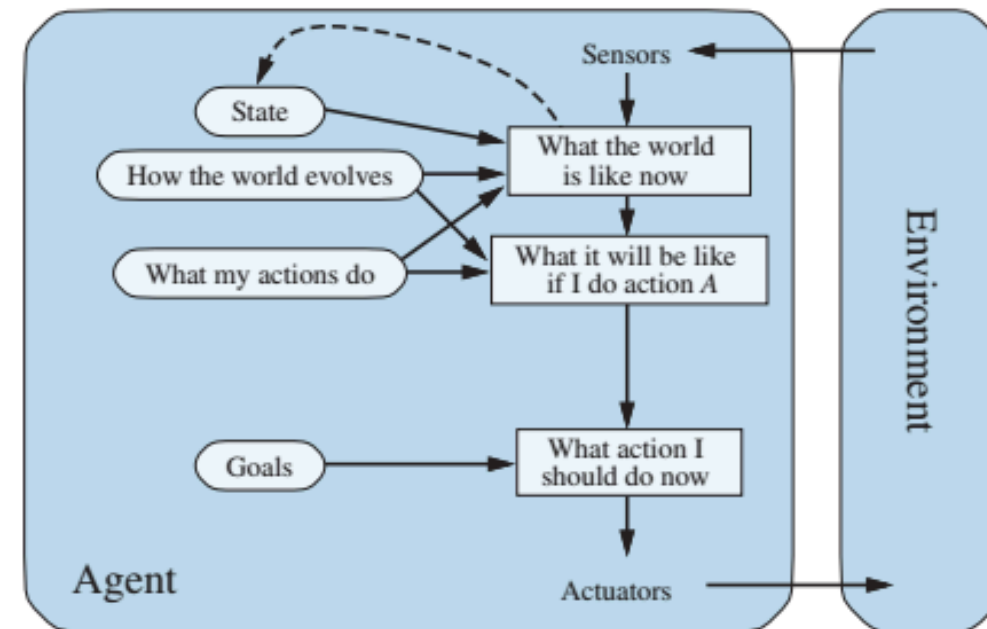 Sensors
State
What the world
is like now
How the world evolves
What it will be like
if I do action A
What my actions do
Environment
What action I
should do now
Goals
Agent
Actuators